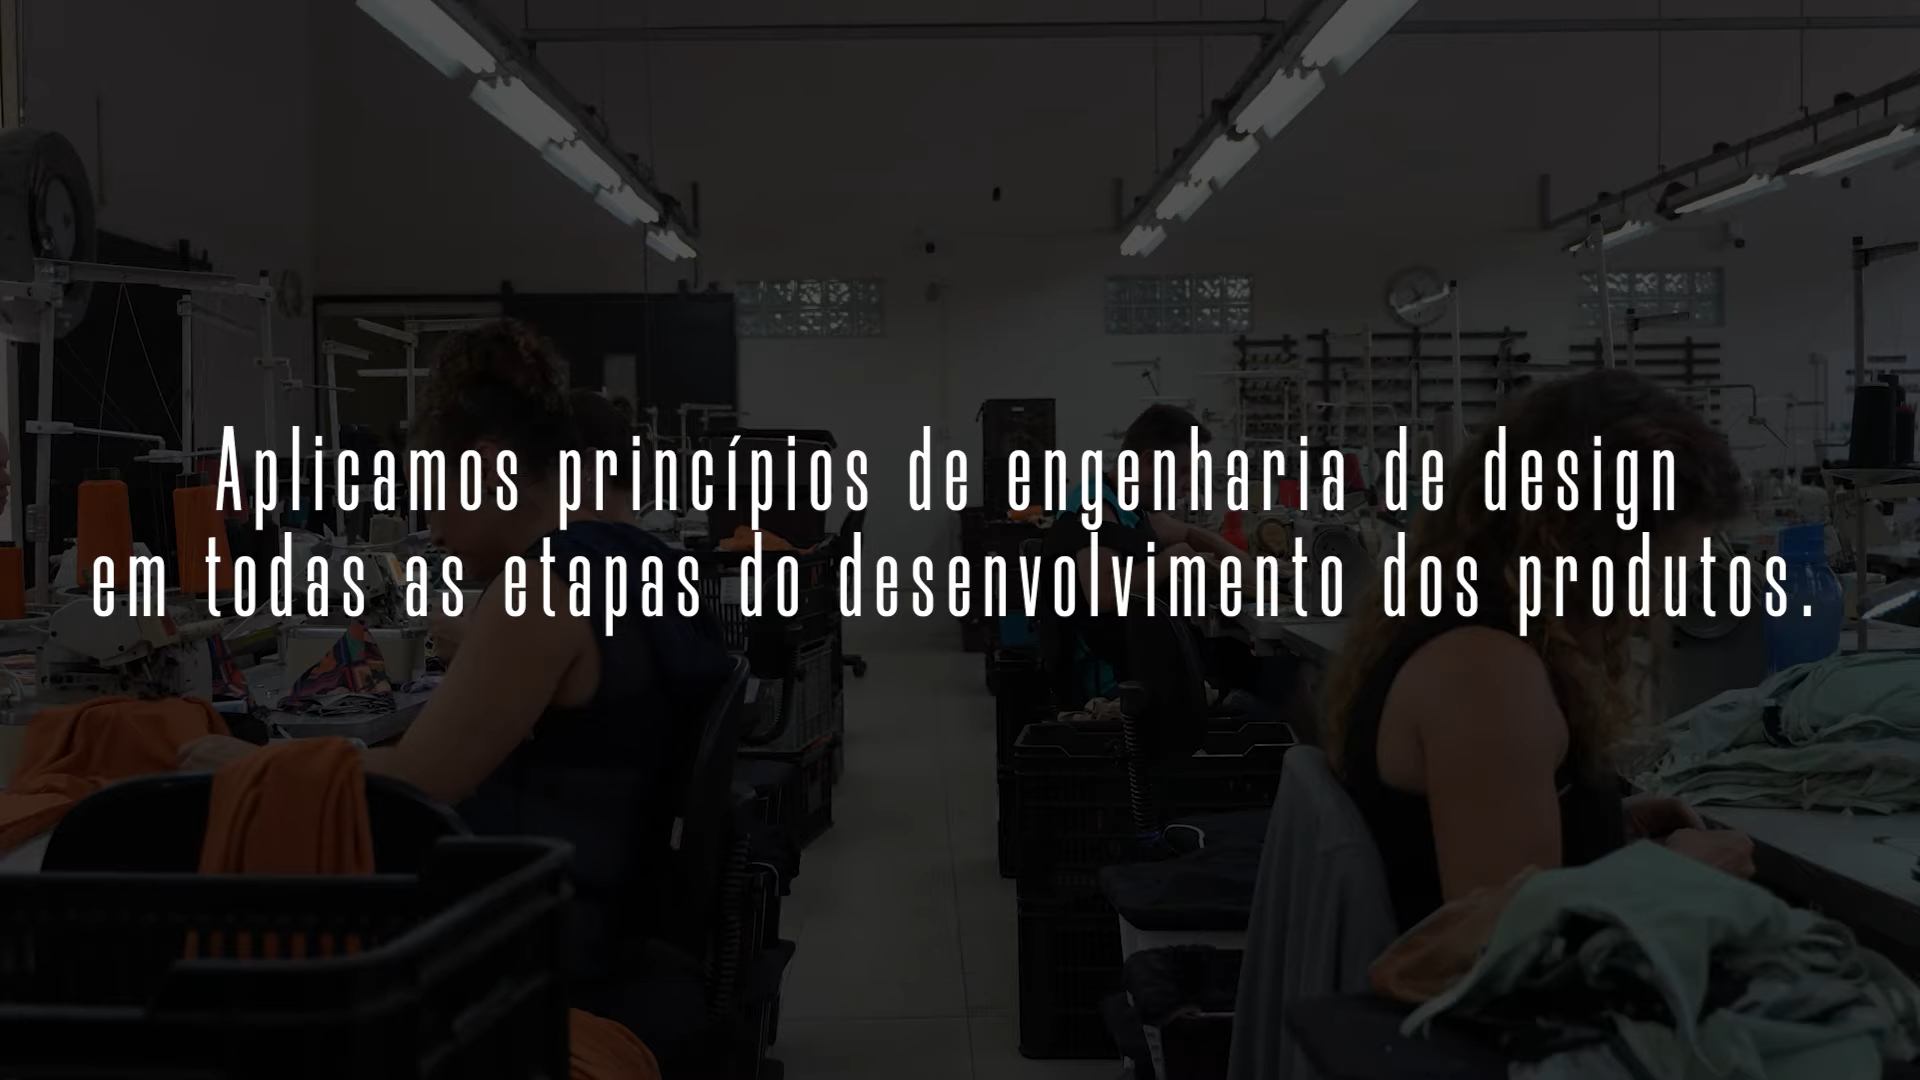 Aplicamos princípios de engenharia de design
em todas as etapas do desenvolvimento dos produtos.